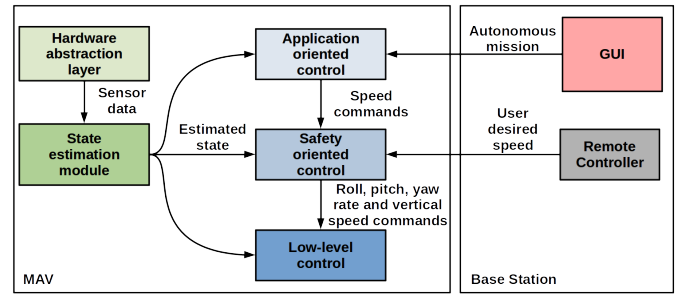 Hardware
abstraction
layer
Sensor
data
State
estimation
module
Estimated
state
Application
oriented
control
Speed
commands
Safety
oriented
control
Roll, pitch, yaw
rate and vertical
speed commands
Low-level
control
MAV
Autonomous
mission
GUI
User
desired
speed
Remote
Controller
Base Station